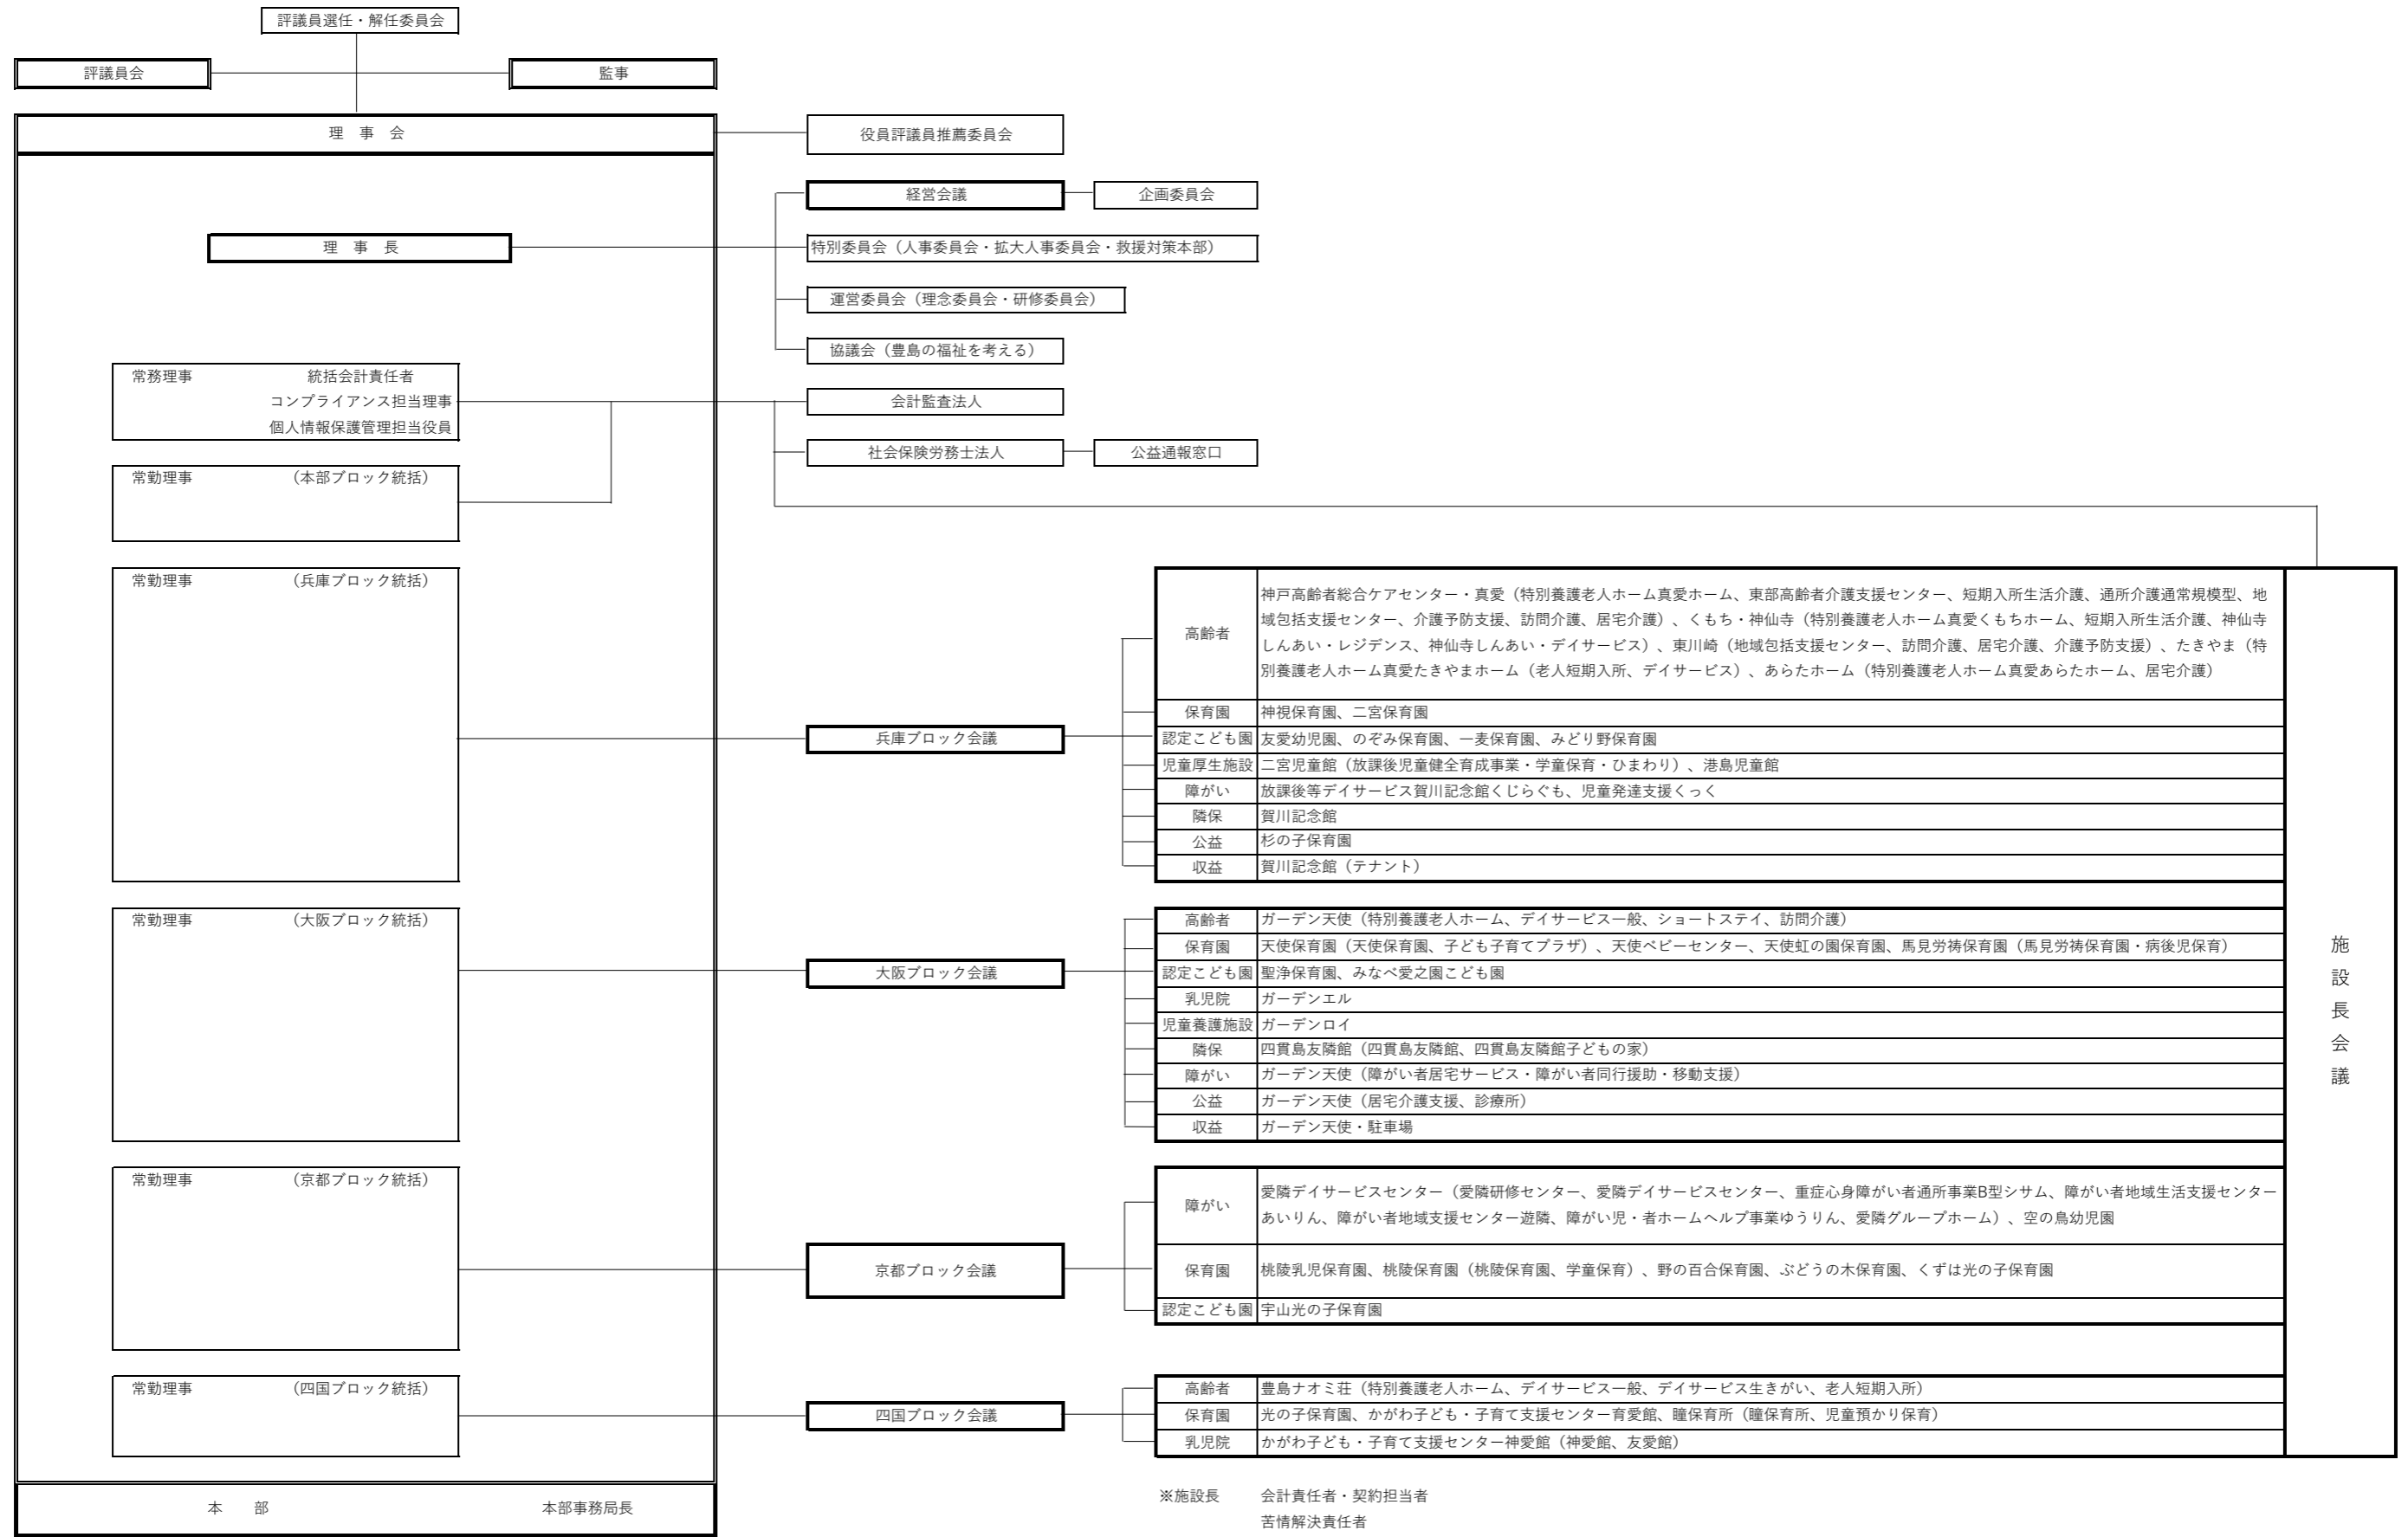 評議員選任・解任委員会
評議員会
監事
理 事 会
役員評議員推薦委員会
経営会議
企画委員会
理 事 長
特別委員会（人事委員会・拡大人事委員会・救援対策本部）
運営委員会（理念委員会・研修委員会）
協議会（豊島の福祉を考える）
常務理事 統括会計責任者
コンプライアンス担当理事
個人情報保護管理担当役員
会計監査法人
社会保険労務士法人
公益通報窓口
常勤理事 （本部ブロック統括）
常勤理事 （兵庫ブロック統括）
兵庫ブロック会議
高齢者
神戸高齢者総合ケアセンター・真愛（特別養護老人ホーム真愛ホーム、東部高齢者介護支援センター、短期入所生活介護、通所介護通常規模型、地
域包括支援センター、介護予防支援、訪問介護、居宅介護）、くもち・神仙寺（特別養護老人ホーム真愛くもちホーム、短期入所生活介護、神仙寺
しんあい・レジデンス、神仙寺しんあい・デイサービス）、東川崎（地域包括支援センター、訪問介護、居宅介護、介護予防支援）、たきやま（特
別養護老人ホーム真愛たきやまホーム（老人短期入所、デイサービス）、あらたホーム（特別養護老人ホーム真愛あらたホーム、居宅介護）
保育園 神視保育園、二宮保育園
認定こども園 友愛幼児園、のぞみ保育園、一麦保育園、みどり野保育園
児童厚生施設 二宮児童館（放課後児童健全育成事業・学童保育・ひまわり）、港島児童館
障がい 放課後等デイサービス賀川記念館くじらぐも、児童発達支援くっく
隣保 賀川記念館
公益 杉の子保育園
収益 賀川記念館（テナント）
常勤理事 （大阪ブロック統括）
大阪ブロック会議
高齢者 ガーデン天使（特別養護老人ホーム、デイサービス一般、ショートステイ、訪問介護）
保育園 天使保育園（天使保育園、子ども子育てプラザ）、天使ベビーセンター、天使虹の園保育園、馬見労祷保育園（馬見労祷保育園・病後児保育）
認定こども園 聖浄保育園、みなべ愛之園こども園
乳児院 ガーデンエル
児童養護施設 ガーデンロイ
隣保 四貫島友隣館（四貫島友隣館、四貫島友隣館子どもの家）
障がい ガーデン天使（障がい者居宅サービス・障がい者同行援助・移動支援）
公益 ガーデン天使（居宅介護支援、診療所）
収益 ガーデン天使・駐車場
常勤理事 （京都ブロック統括）
京都ブロック会議
障がい
愛隣デイサービスセンター（愛隣研修センター、愛隣デイサービスセンター、重症心身障がい者通所事業B型シサム、障がい者地域生活支援センター
あいりん、障がい者地域支援センター遊隣、障がい児・者ホームヘルプ事業ゆうりん、愛隣グループホーム）、空の鳥幼児園
保育園 桃陵乳児保育園、桃陵保育園（桃陵保育園、学童保育）、野の百合保育園、ぶどうの木保育園、くずは光の子保育園
認定こども園 宇山光の子保育園
常勤理事 （四国ブロック統括）
四国ブロック会議
高齢者 豊島ナオミ荘（特別養護老人ホーム、デイサービス一般、デイサービス生きがい、老人短期入所）
保育園 光の子保育園、かがわ子ども・子育て支援センター育愛館、瞳保育所（瞳保育所、児童預かり保育）
乳児院 かがわ子ども・子育て支援センター神愛館（神愛館、友愛館）
施設長会議
本 部 本部事務局長
※施設長 会計責任者・契約担当者
苦情解決責任者